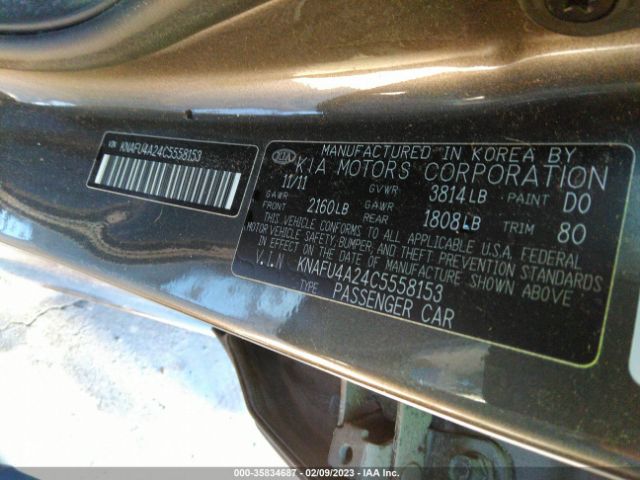 VIN KNAFU4A24C5558153
KIA
MANUFACTURED IN KOREA BY
KIA MOTORS CORPORATION
11/11 GVWR 3814LB PAINT D0
GAWR FRONT 2160LB GAWR REAR 1808LB TRIM 80
THIS VEHICLE CONFORMS TO ALL APPLICABLE U.S.A. FEDERAL
MOTOR VEHICLE SAFETY, BUMPER, AND THEFT PREVENTION STANDARDS
IN EFFECT ON THE DATE OF MANUFACTURE SHOWN ABOVE
V.I.N KNAFU4A24C5558153
TYPE: PASSENGER CAR
000-35834687 - 02/09/2023 - IAA Inc.